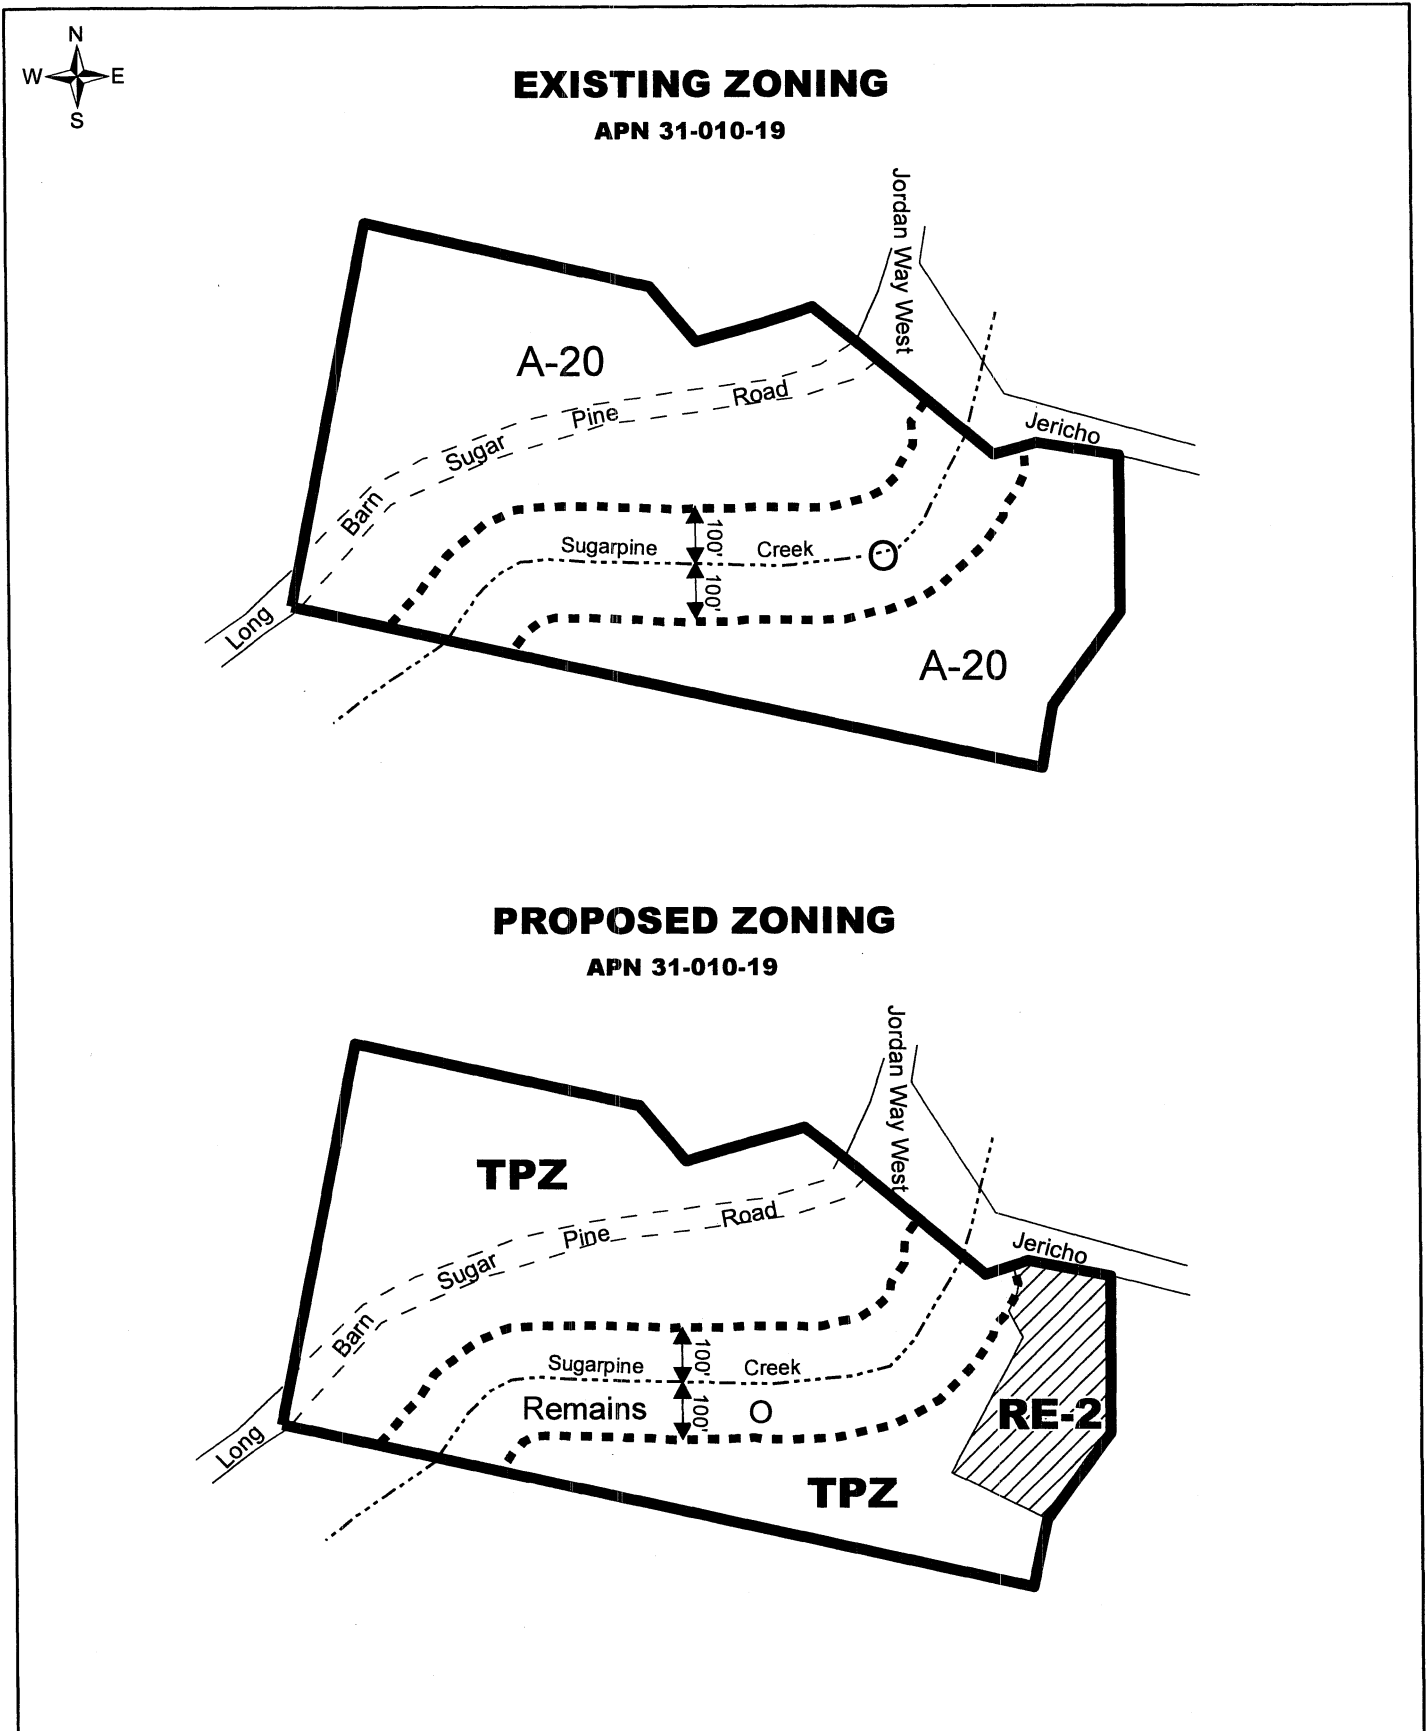 N
W E
S
EXISTING ZONING
APN 31-010-19
Jordan Way West
A-20
Jericho
Long Barn Sugar Pine Road
100'
Sugarpine Creek
O
100'
A-20
PROPOSED ZONING
APN 31-010-19
Jordan Way West
TPZ
Jericho
Long Barn Sugar Pine Road
100'
Sugarpine Creek
Remains O
100'
RE-2
TPZ